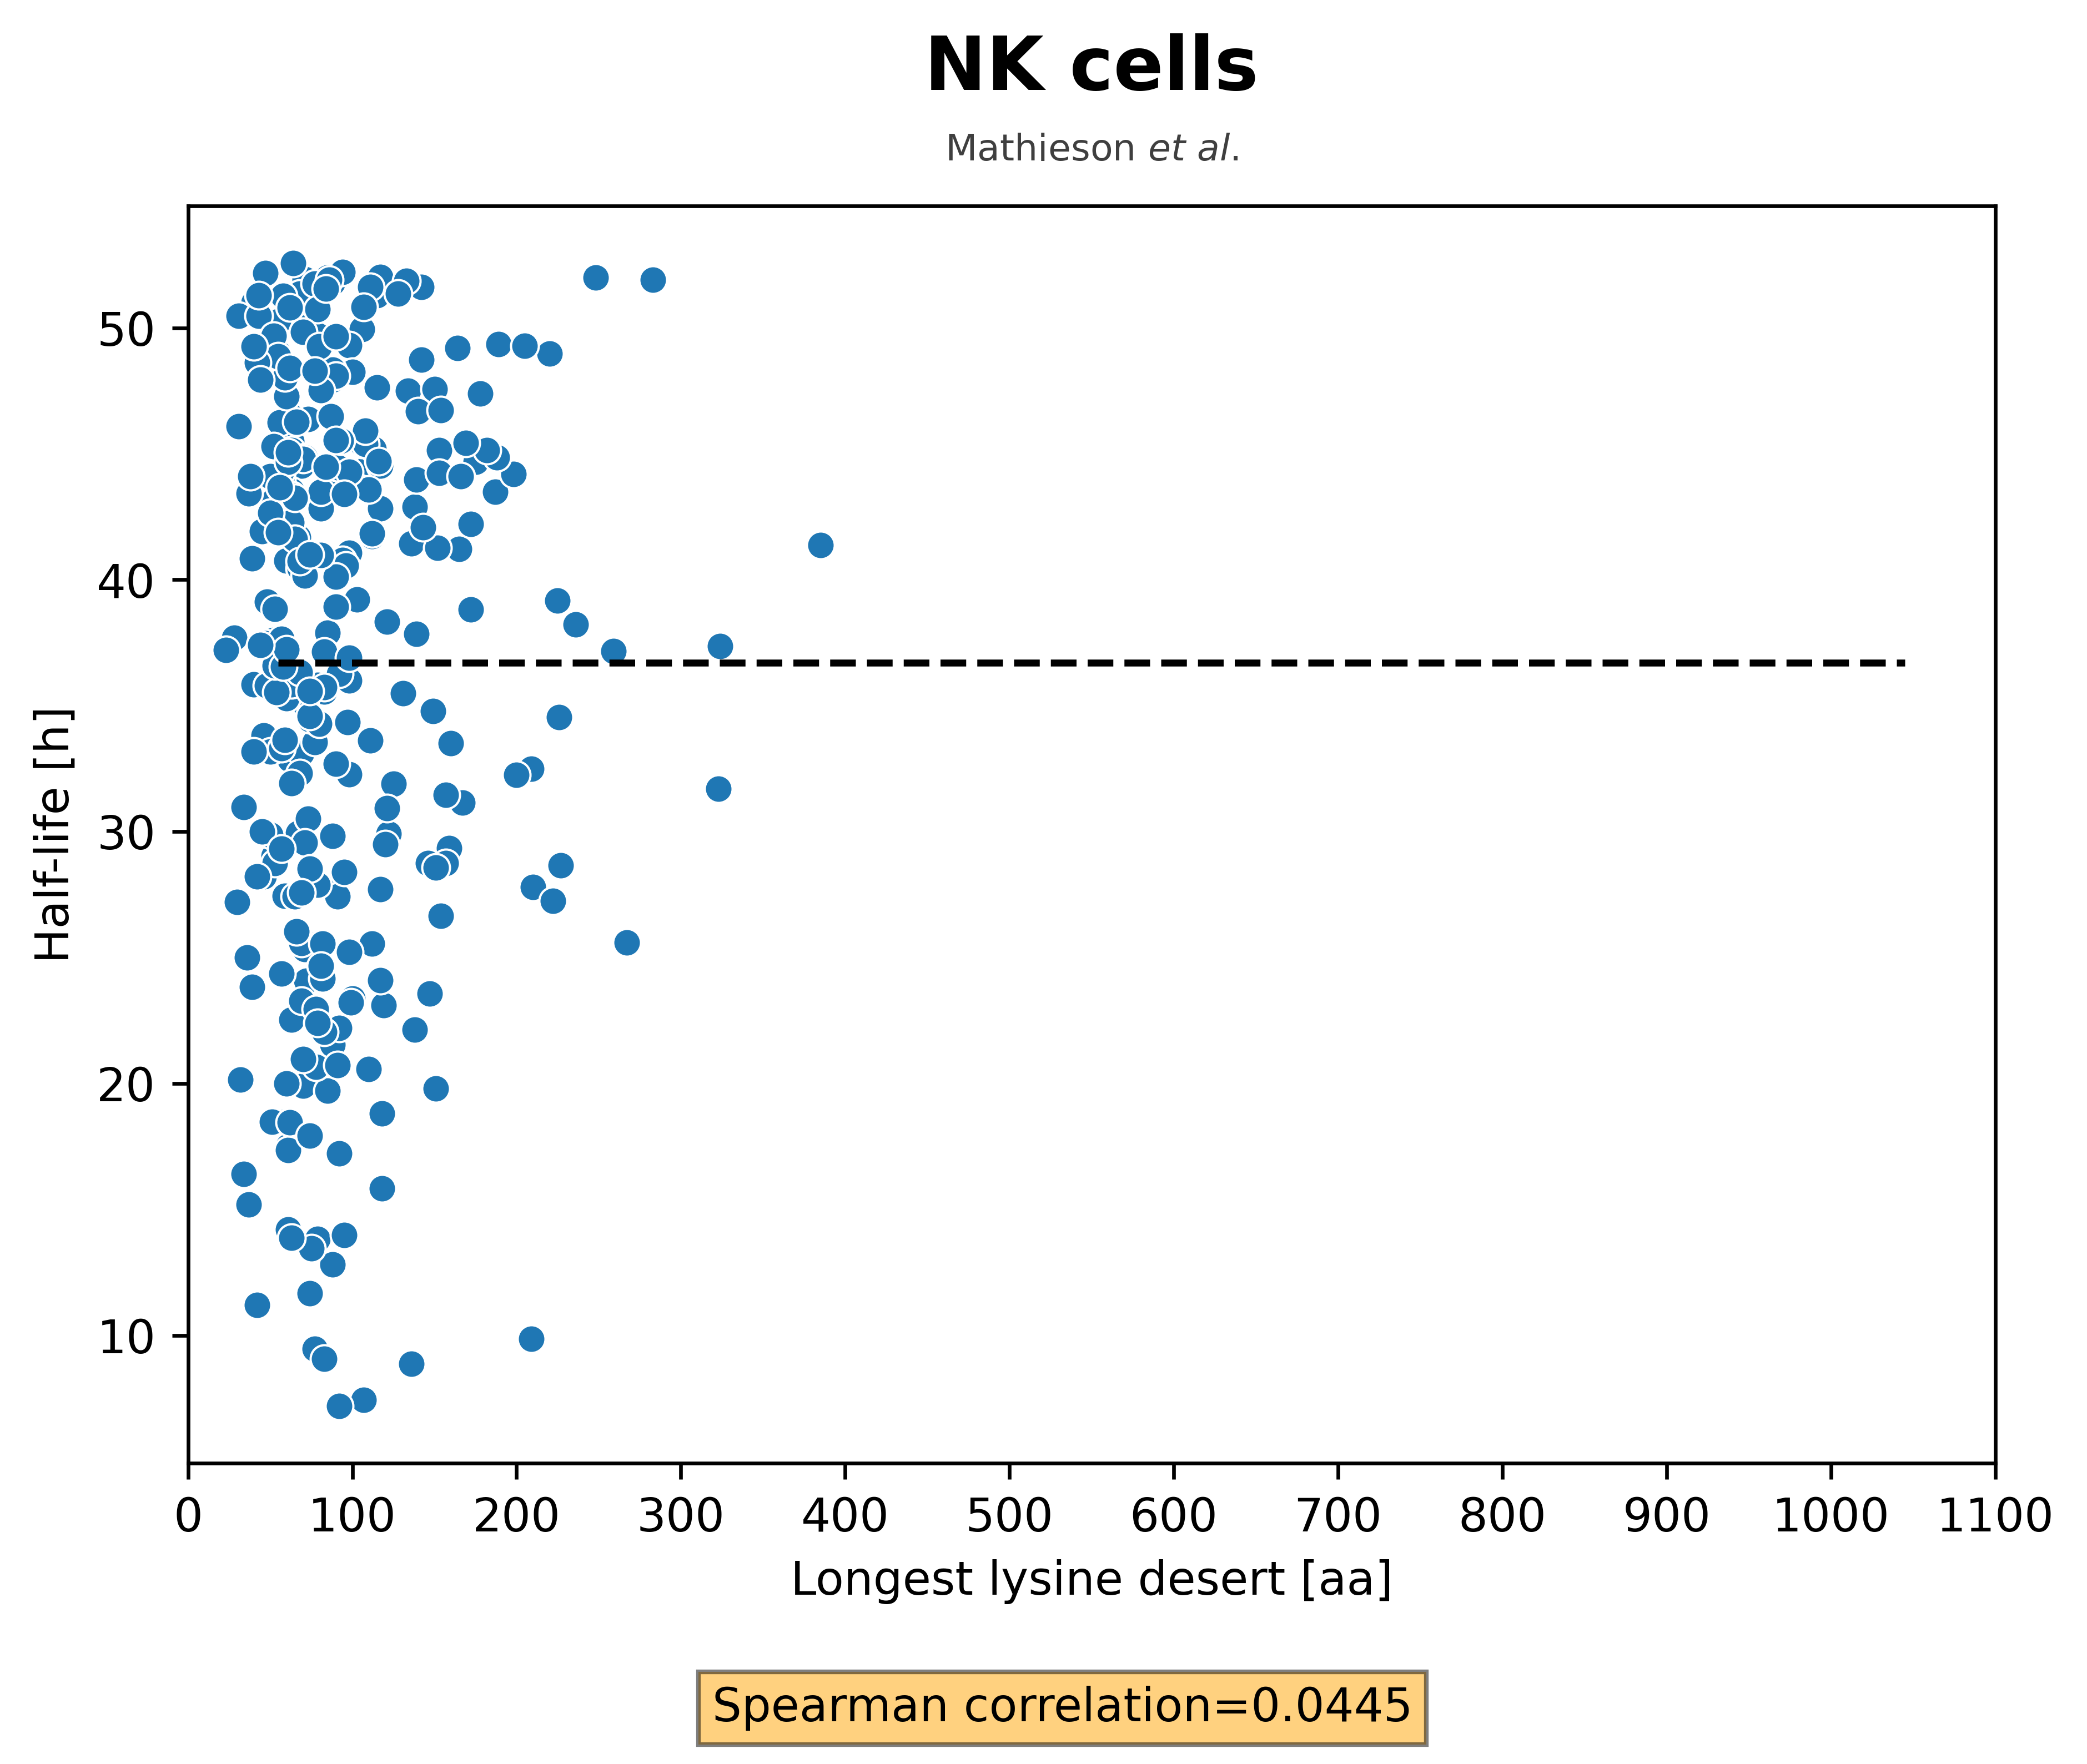 NK cells
Mathieson et al.
50
40
30
20
10
Half-life [h]
0 100 200 300 400 500 600 700 800 900 1000 1100
Longest lysine desert [aa]
Spearman correlation=0.0445